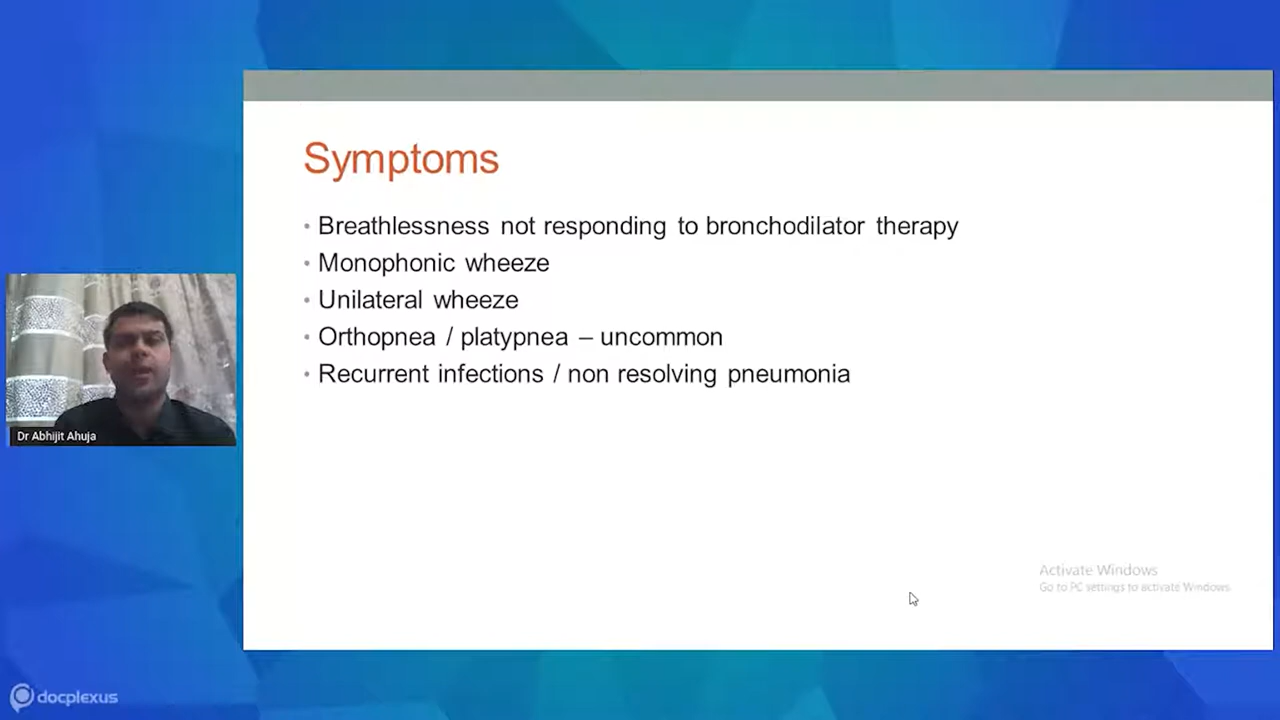 Symptoms
• Breathlessness not responding to bronchodilator therapy
• Monophonic wheeze
• Unilateral wheeze
• Orthopnea / platypnea – uncommon
• Recurrent infections / non resolving pneumonia
Dr Abhijit Ahuja
Activate Windows
Go to PC settings to activate Windows
docplexus